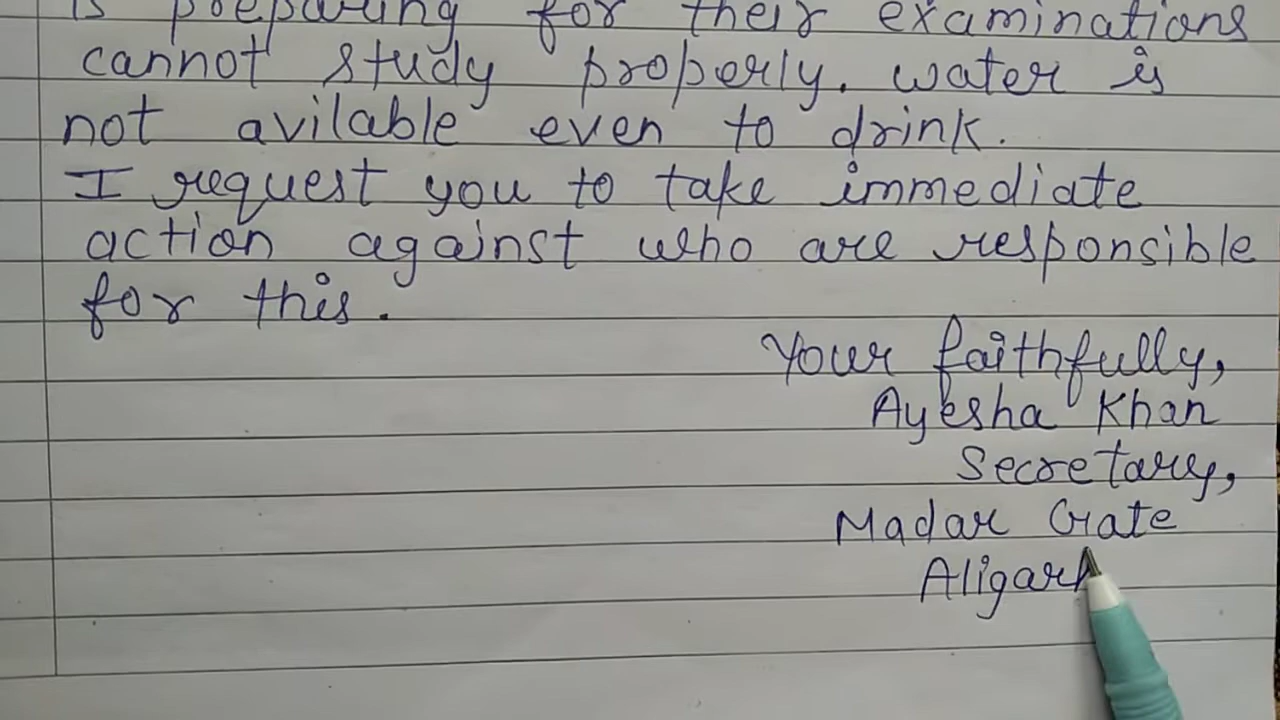 is preparing for their examinations
cannot study properly. water is
not avilable even to drink.
I request you to take immediate
action against who are responsible
for this.
Your faithfully,
Ayesha Khan
Secretary,
Madar Gate
Aligarh